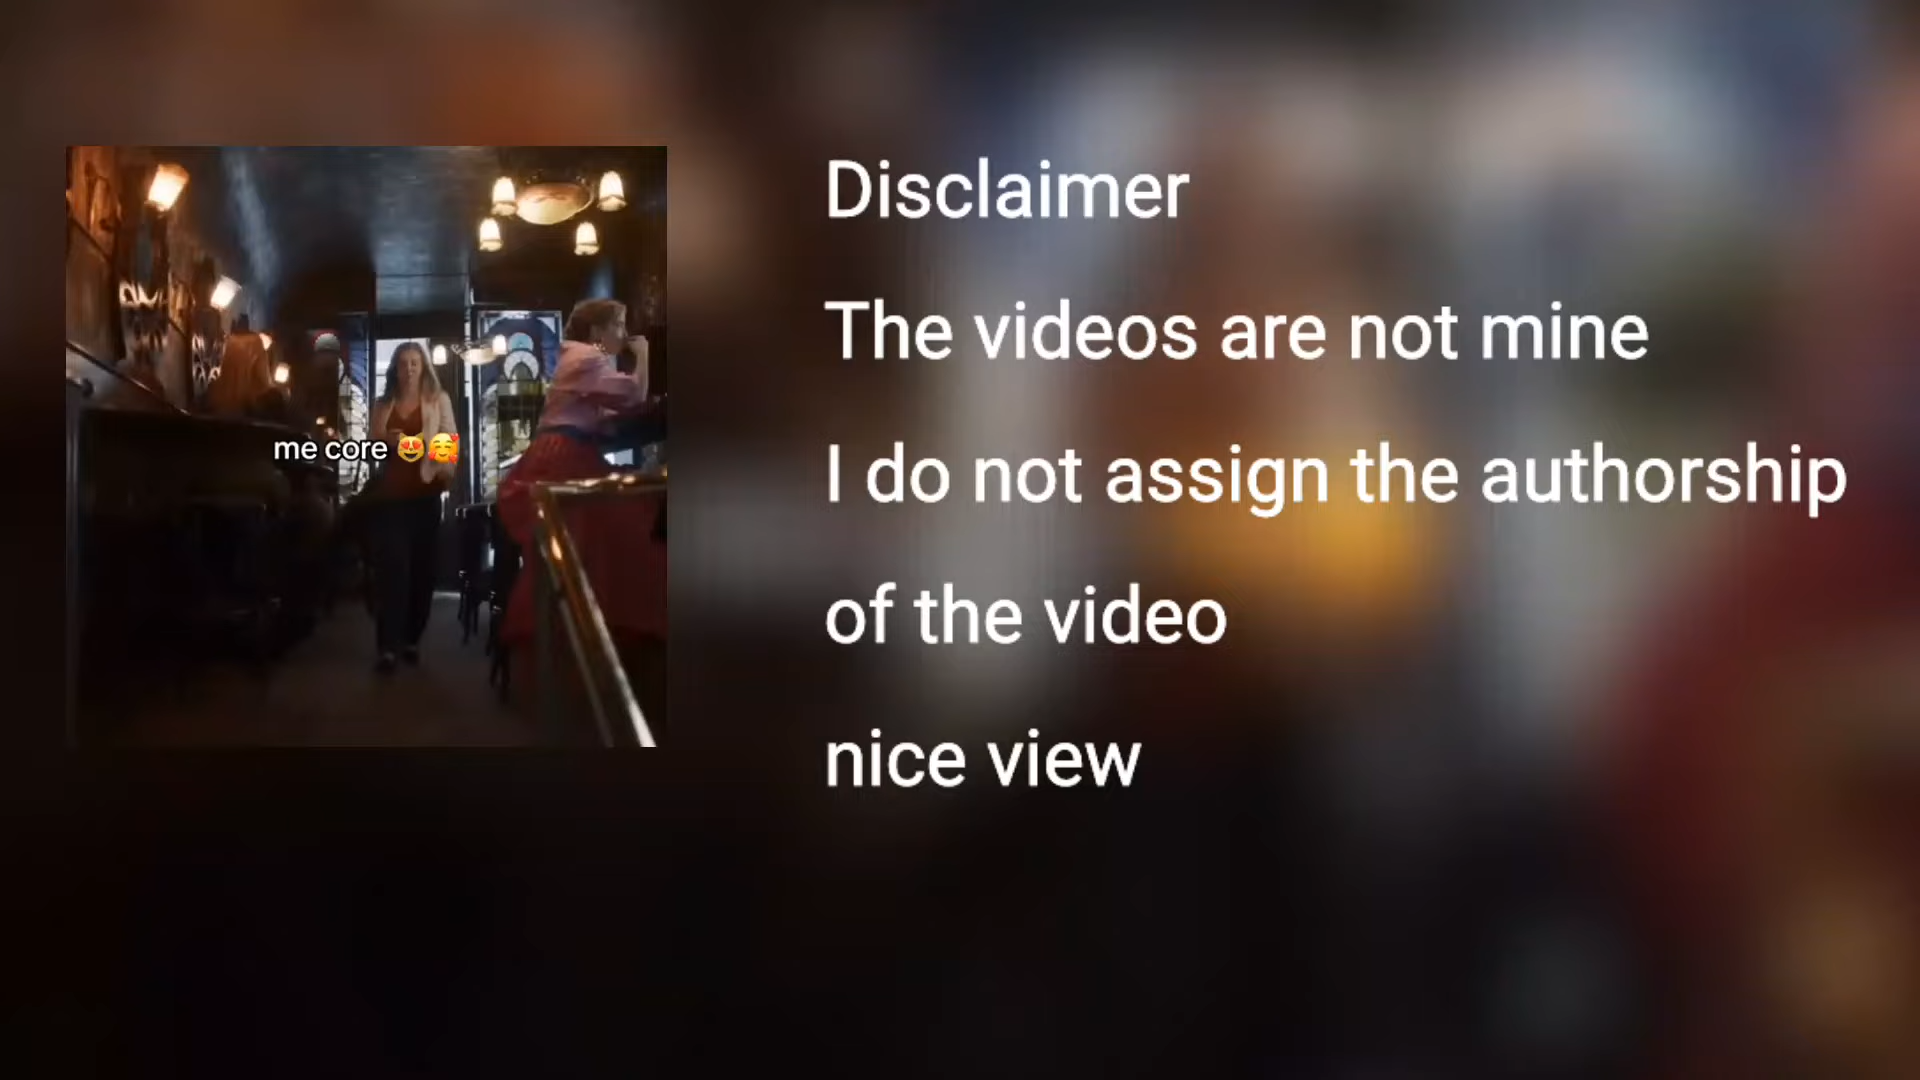 me core 😻🥰
Disclaimer
The videos are not mine
I do not assign the authorship
of the video
nice view